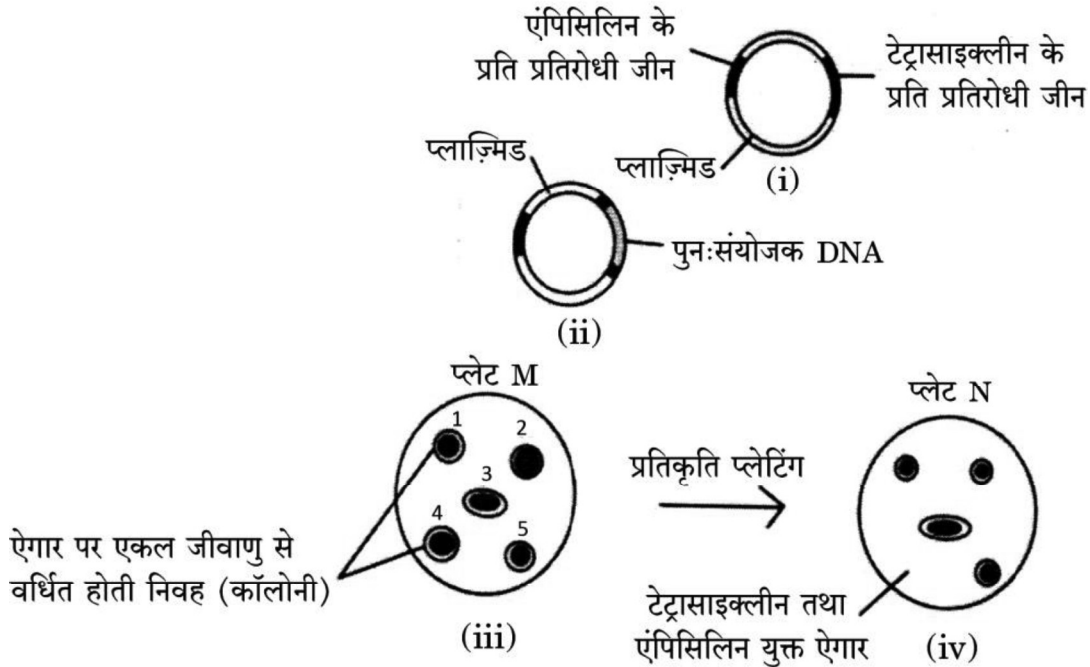 एंपिसिलिन के
प्रति प्रतिरोधी जीन
टेट्रासाइक्लीन के
प्रति प्रतिरोधी जीन
प्लाज़्मिड
(i)
प्लाज़्मिड
पुनःसंयोजक DNA
(ii)
प्लेट M
1
2
3
4
5
ऐगार पर एकल जीवाणु से
वर्धित होती निवह (कॉलोनी)
(iii)
प्रतिकृति प्लेटिंग
प्लेट N
टेट्रासाइक्लीन तथा
एंपिसिलिन युक्त ऐगार
(iv)